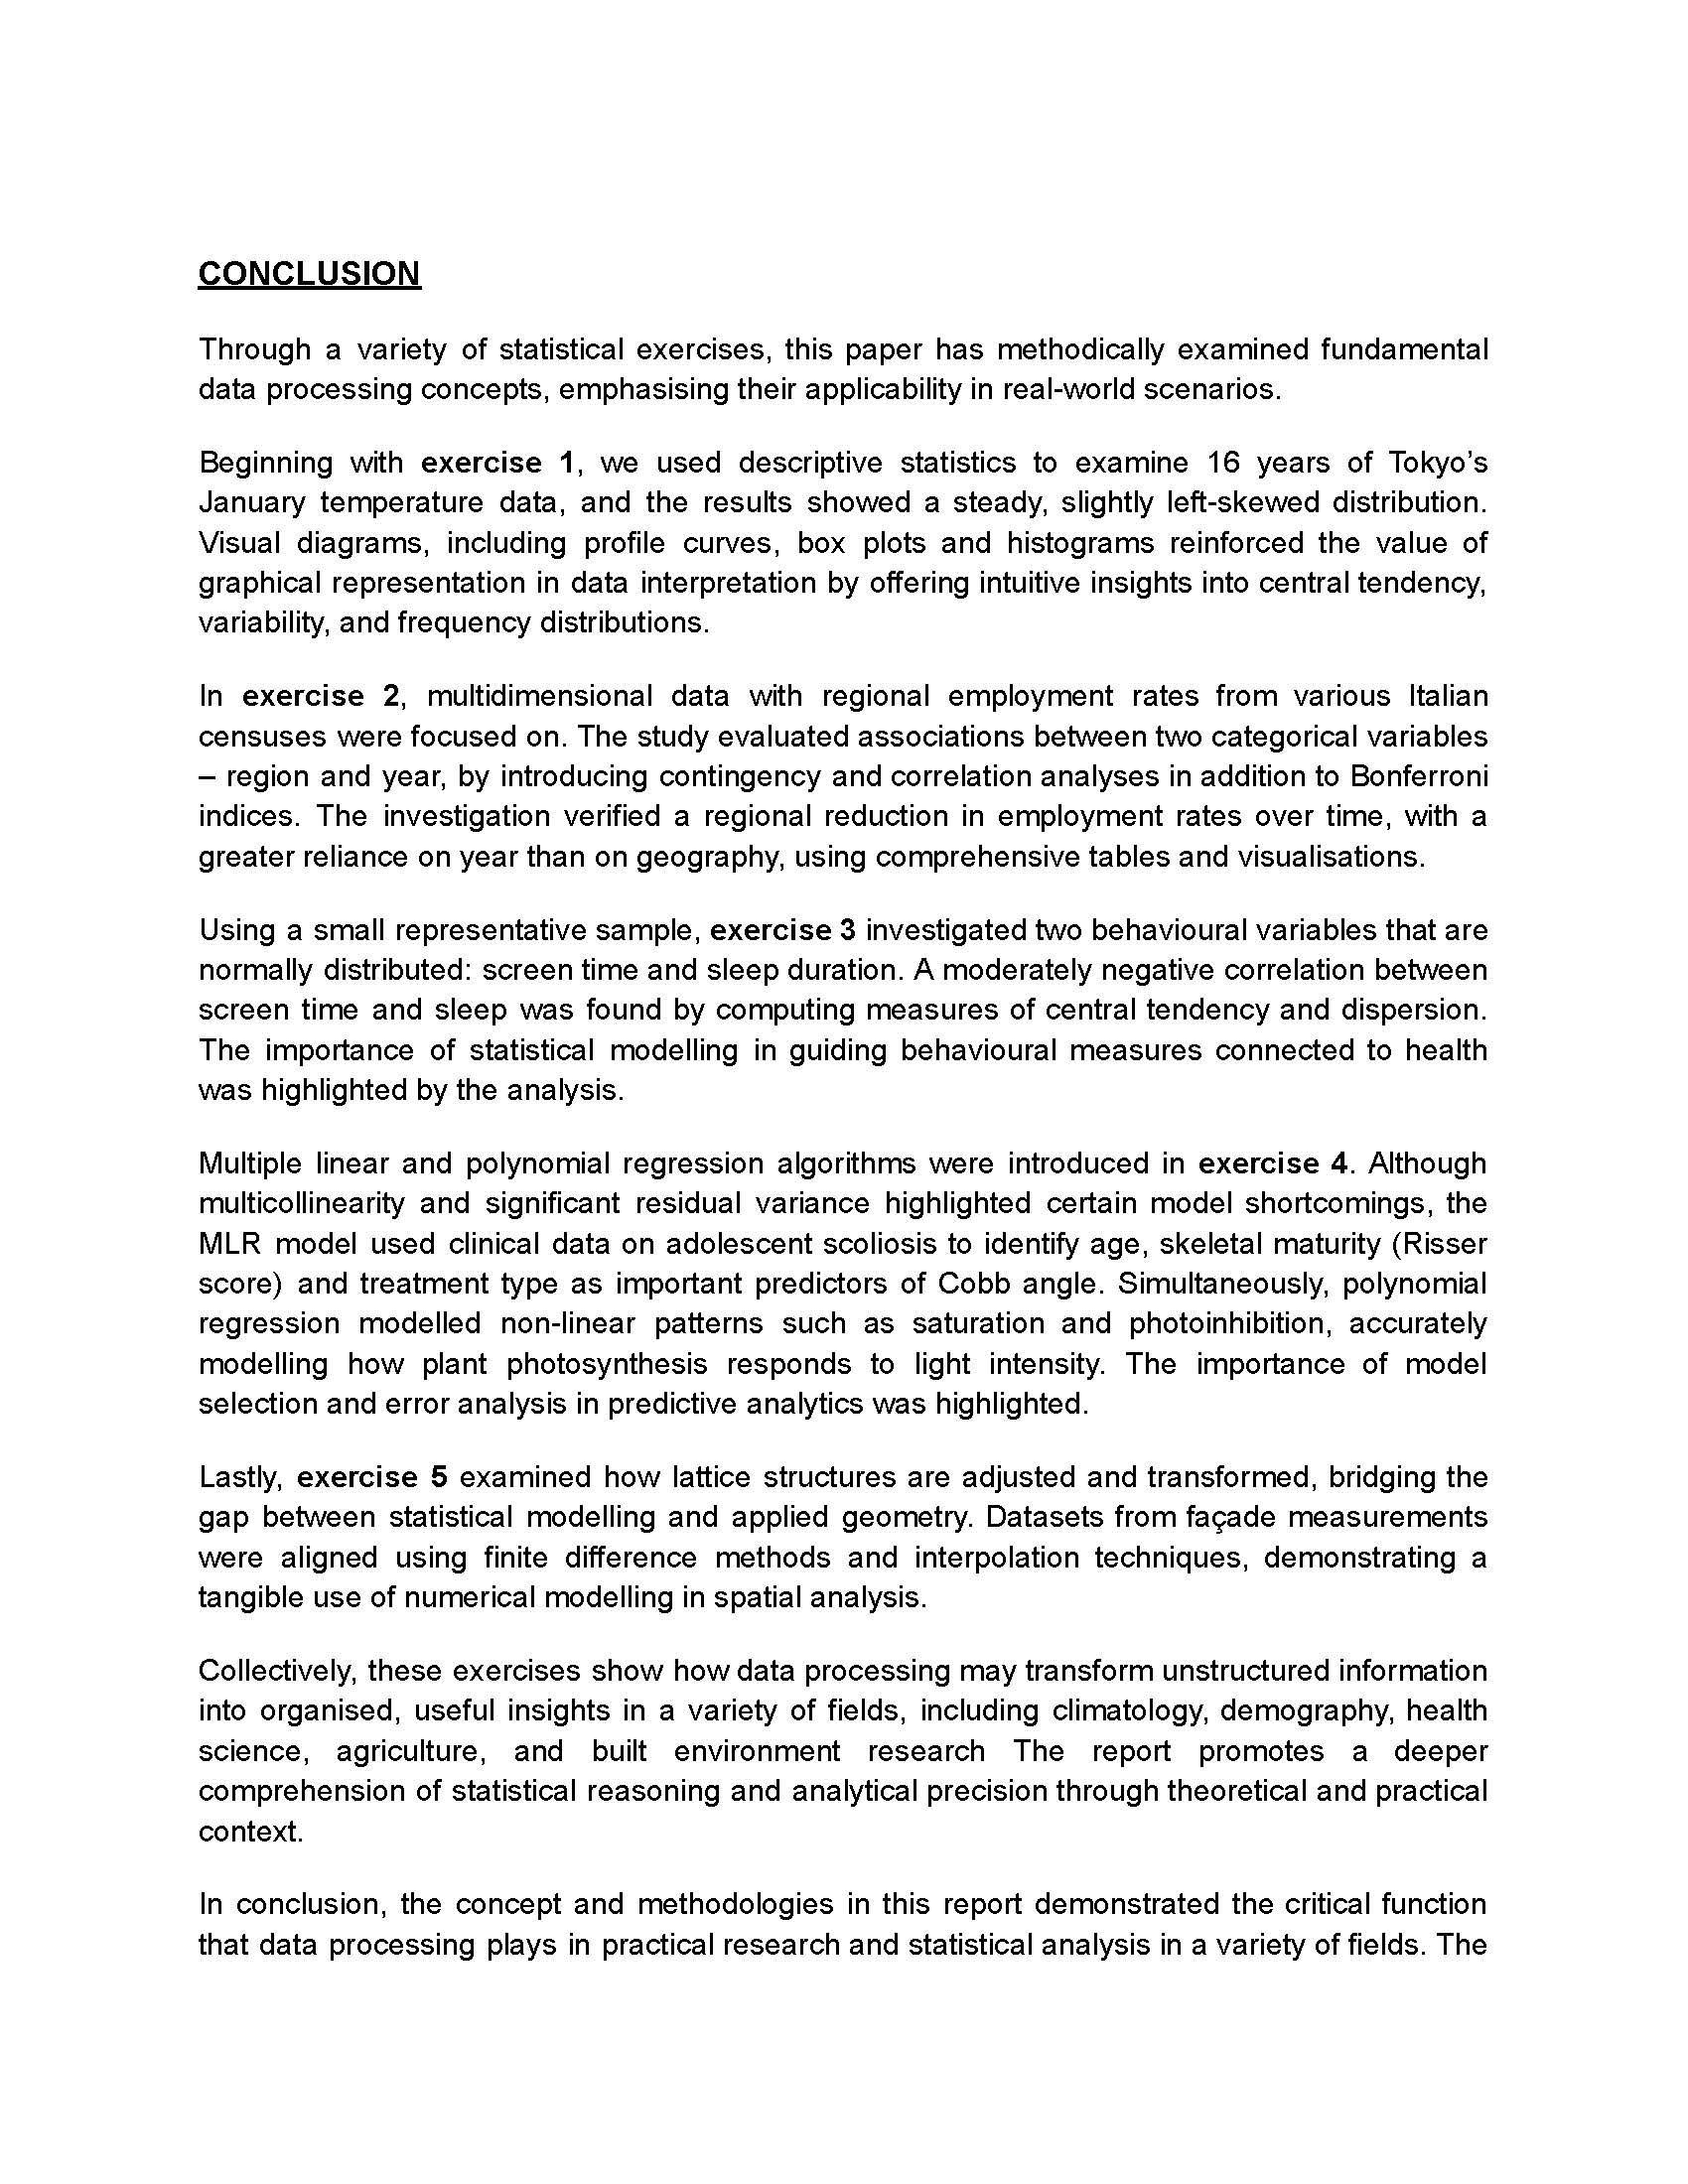 CONCLUSION
Through a variety of statistical exercises, this paper has methodically examined fundamental
data processing concepts, emphasising their applicability in real-world scenarios.
Beginning with exercise 1, we used descriptive statistics to examine 16 years of Tokyo’s
January temperature data, and the results showed a steady, slightly left-skewed distribution.
Visual diagrams, including profile curves, box plots and histograms reinforced the value of
graphical representation in data interpretation by offering intuitive insights into central tendency,
variability, and frequency distributions.
In exercise 2, multidimensional data with regional employment rates from various Italian
censuses were focused on. The study evaluated associations between two categorical variables
– region and year, by introducing contingency and correlation analyses in addition to Bonferroni
indices. The investigation verified a regional reduction in employment rates over time, with a
greater reliance on year than on geography, using comprehensive tables and visualisations.
Using a small representative sample, exercise 3 investigated two behavioural variables that are
normally distributed: screen time and sleep duration. A moderately negative correlation between
screen time and sleep was found by computing measures of central tendency and dispersion.
The importance of statistical modelling in guiding behavioural measures connected to health
was highlighted by the analysis.
Multiple linear and polynomial regression algorithms were introduced in exercise 4. Although
multicollinearity and significant residual variance highlighted certain model shortcomings, the
MLR model used clinical data on adolescent scoliosis to identify age, skeletal maturity (Risser
score) and treatment type as important predictors of Cobb angle. Simultaneously, polynomial
regression modelled non-linear patterns such as saturation and photoinhibition, accurately
modelling how plant photosynthesis responds to light intensity. The importance of model
selection and error analysis in predictive analytics was highlighted.
Lastly, exercise 5 examined how lattice structures are adjusted and transformed, bridging the
gap between statistical modelling and applied geometry. Datasets from façade measurements
were aligned using finite difference methods and interpolation techniques, demonstrating a
tangible use of numerical modelling in spatial analysis.
Collectively, these exercises show how data processing may transform unstructured information
into organised, useful insights in a variety of fields, including climatology, demography, health
science, agriculture, and built environment research The report promotes a deeper
comprehension of statistical reasoning and analytical precision through theoretical and practical
context.
In conclusion, the concept and methodologies in this report demonstrated the critical function
that data processing plays in practical research and statistical analysis in a variety of fields. The